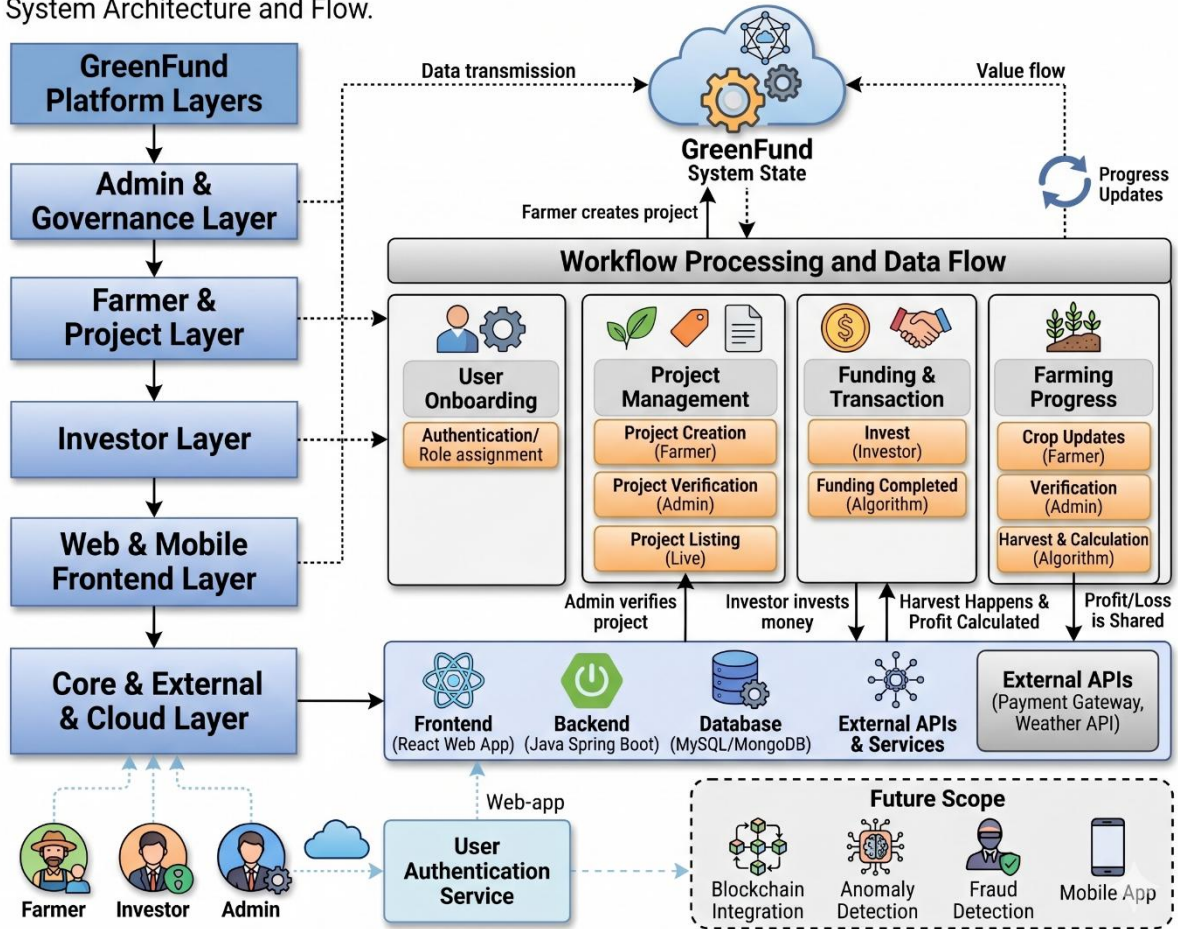 System Architecture and Flow.
GreenFund
Platform Layers
Admin &
Governance Layer
Farmer &
Project Layer
Investor Layer
Web & Mobile
Frontend Layer
Core & External
& Cloud Layer
Farmer
Investor
Admin
Data transmission
Value flow
GreenFund
System State
Progress
Updates
Farmer creates project
Workflow Processing and Data Flow
User
Onboarding
Authentication/
Role assignment
Project
Management
Project Creation
(Farmer)
Project Verification
(Admin)
Project Listing
(Live)
Funding &
Transaction
Invest
(Investor)
Funding Completed
(Algorithm)
Farming
Progress
Crop Updates
(Farmer)
Verification
(Admin)
Harvest & Calculation
(Algorithm)
Admin verifies
project
Investor invests
money
Harvest Happens &
Profit Calculated
Profit/Loss
is Shared
Frontend
(React Web App)
Backend
(Java Spring Boot)
Database
(MySQL/MongoDB)
External APIs
& Services
External APIs
(Payment Gateway,
Weather API)
Web-app
User
Authentication
Service
Future Scope
Blockchain
Integration
Anomaly
Detection
Fraud
Detection
Mobile App